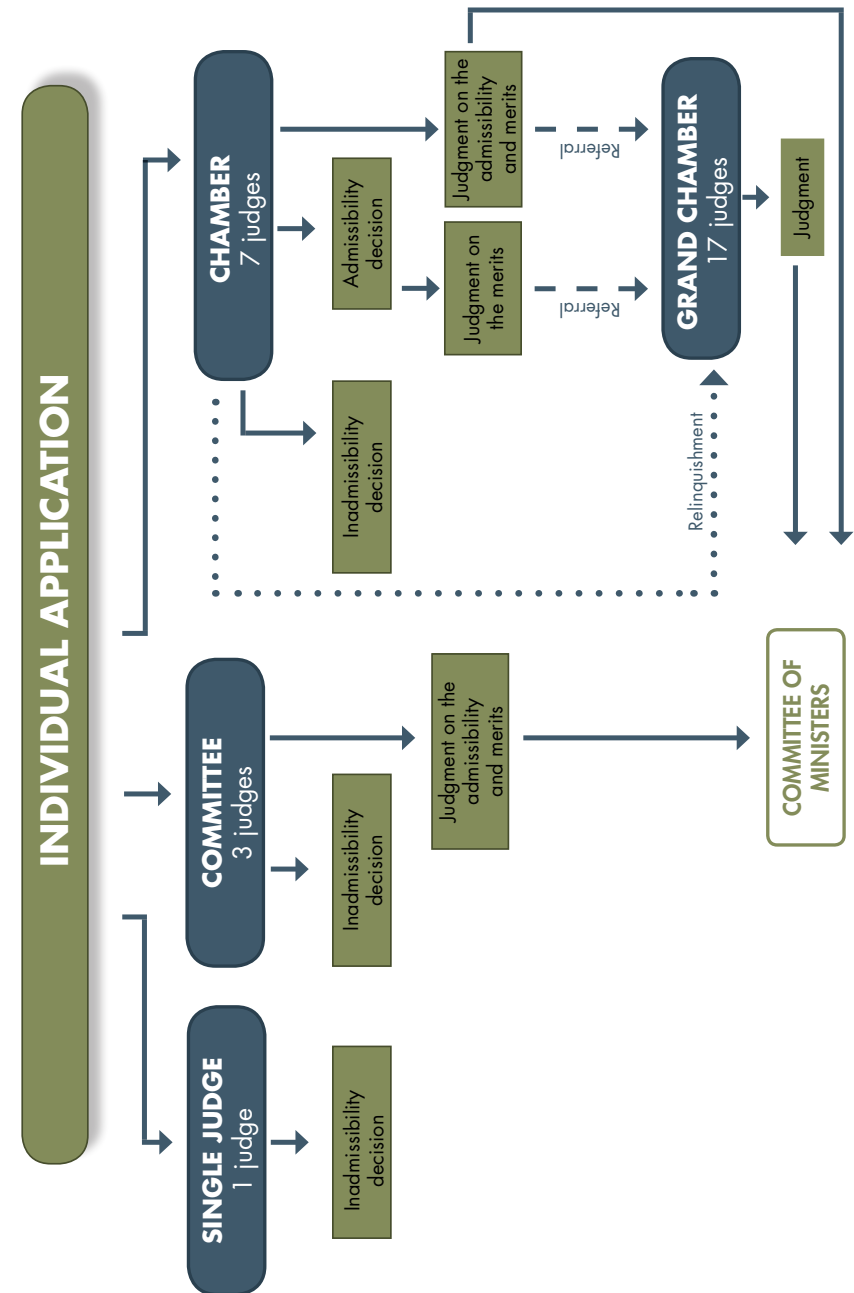 INDIVIDUAL APPLICATION
SINGLE JUDGE
1 judge
COMMITTEE
3 judges
CHAMBER
7 judges
Inadmissibility
decision
Inadmissibility
decision
Inadmissibility
decision
Admissibility
decision
Judgment on the
admissibility
and merits
Judgment on
the merits
Judgment on the
admissibility
and merits
Referral
Referral
Relinquishment
GRAND CHAMBER
17 judges
Judgment
COMMITTEE OF
MINISTERS